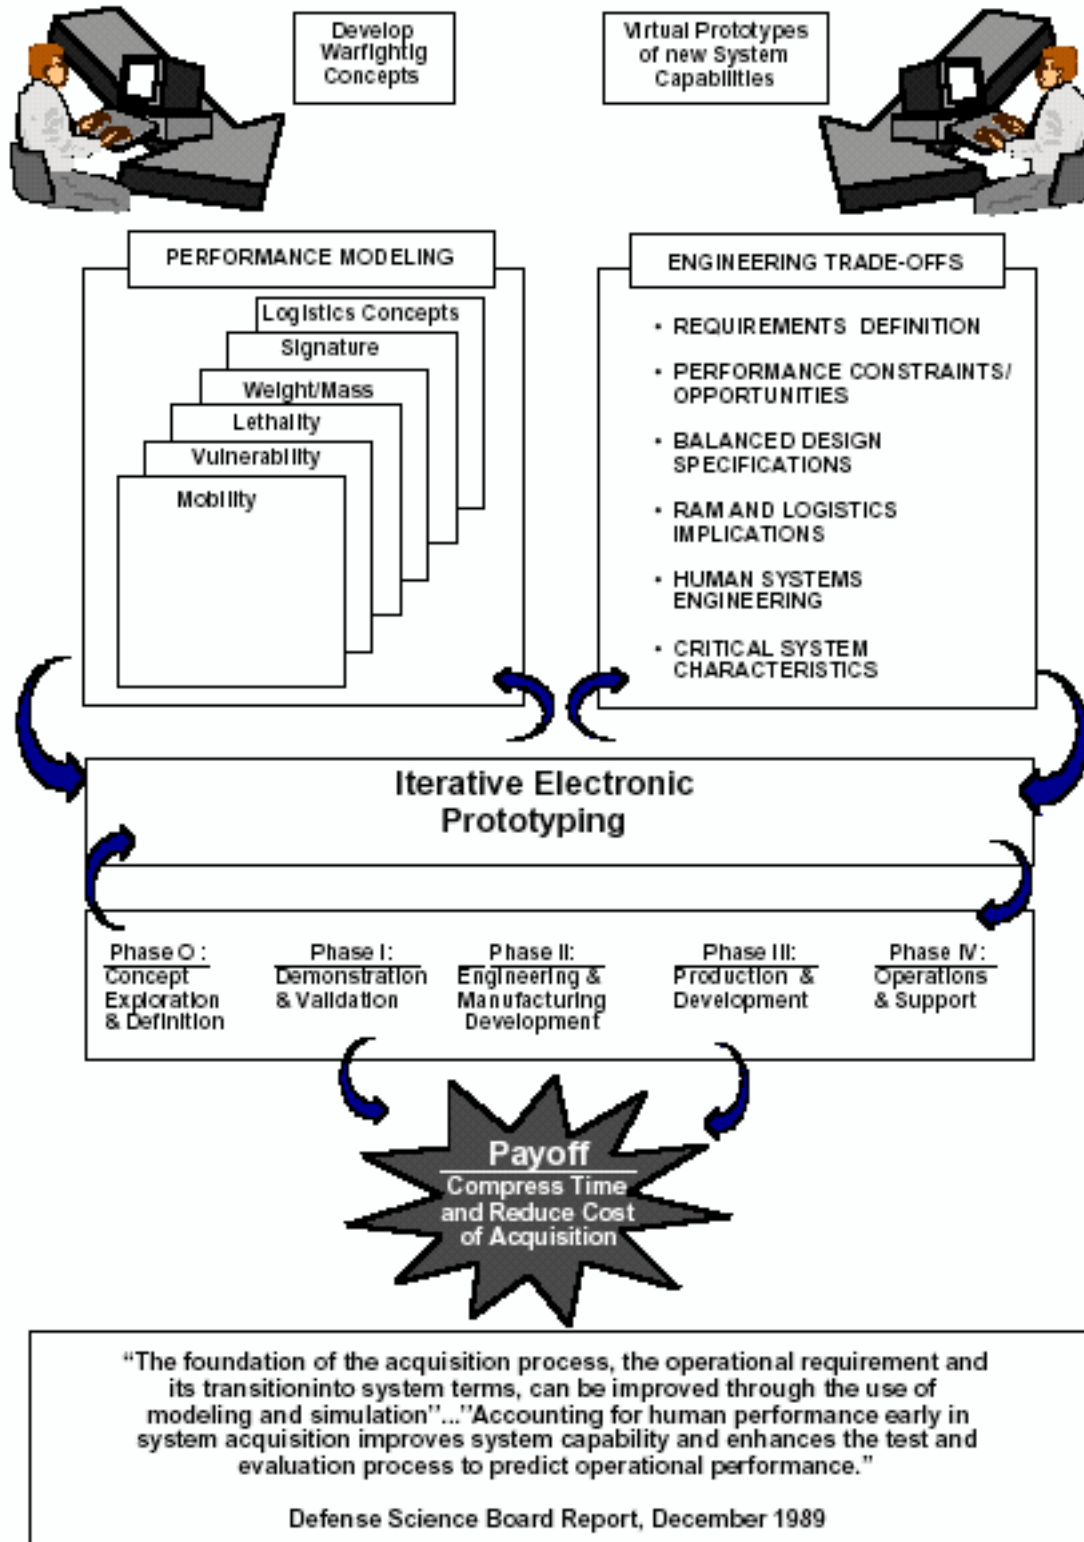 Develop
Warfightig
Concepts
Virtual Prototypes
of new System
Capabilities
PERFORMANCE MODELING
Logistics Concepts
Signature
Weight/Mass
Lethality
Vulnerability
Mobility
ENGINEERING TRADE-OFFS
• REQUIREMENTS DEFINITION
• PERFORMANCE CONSTRAINTS/
OPPORTUNITIES
• BALANCED DESIGN
SPECIFICATIONS
• RAM AND LOGISTICS
IMPLICATIONS
• HUMAN SYSTEMS
ENGINEERING
• CRITICAL SYSTEM
CHARACTERISTICS
Iterative Electronic
Prototyping
Phase O :
Concept
Exploration
& Definition
Phase I:
Demonstration
& Validation
Phase II:
Engineering &
Manufacturing
Development
Phase III:
Production &
Development
Phase IV:
Operations
& Support
Payoff
Compress Time
and Reduce Cost
of Acquisition
“The foundation of the acquisition process, the operational requirement and
its transitioninto system terms, can be improved through the use of
modeling and simulation”...”Accounting for human performance early in
system acquisition improves system capability and enhances the test and
evaluation process to predict operational performance.”
Defense Science Board Report, December 1989